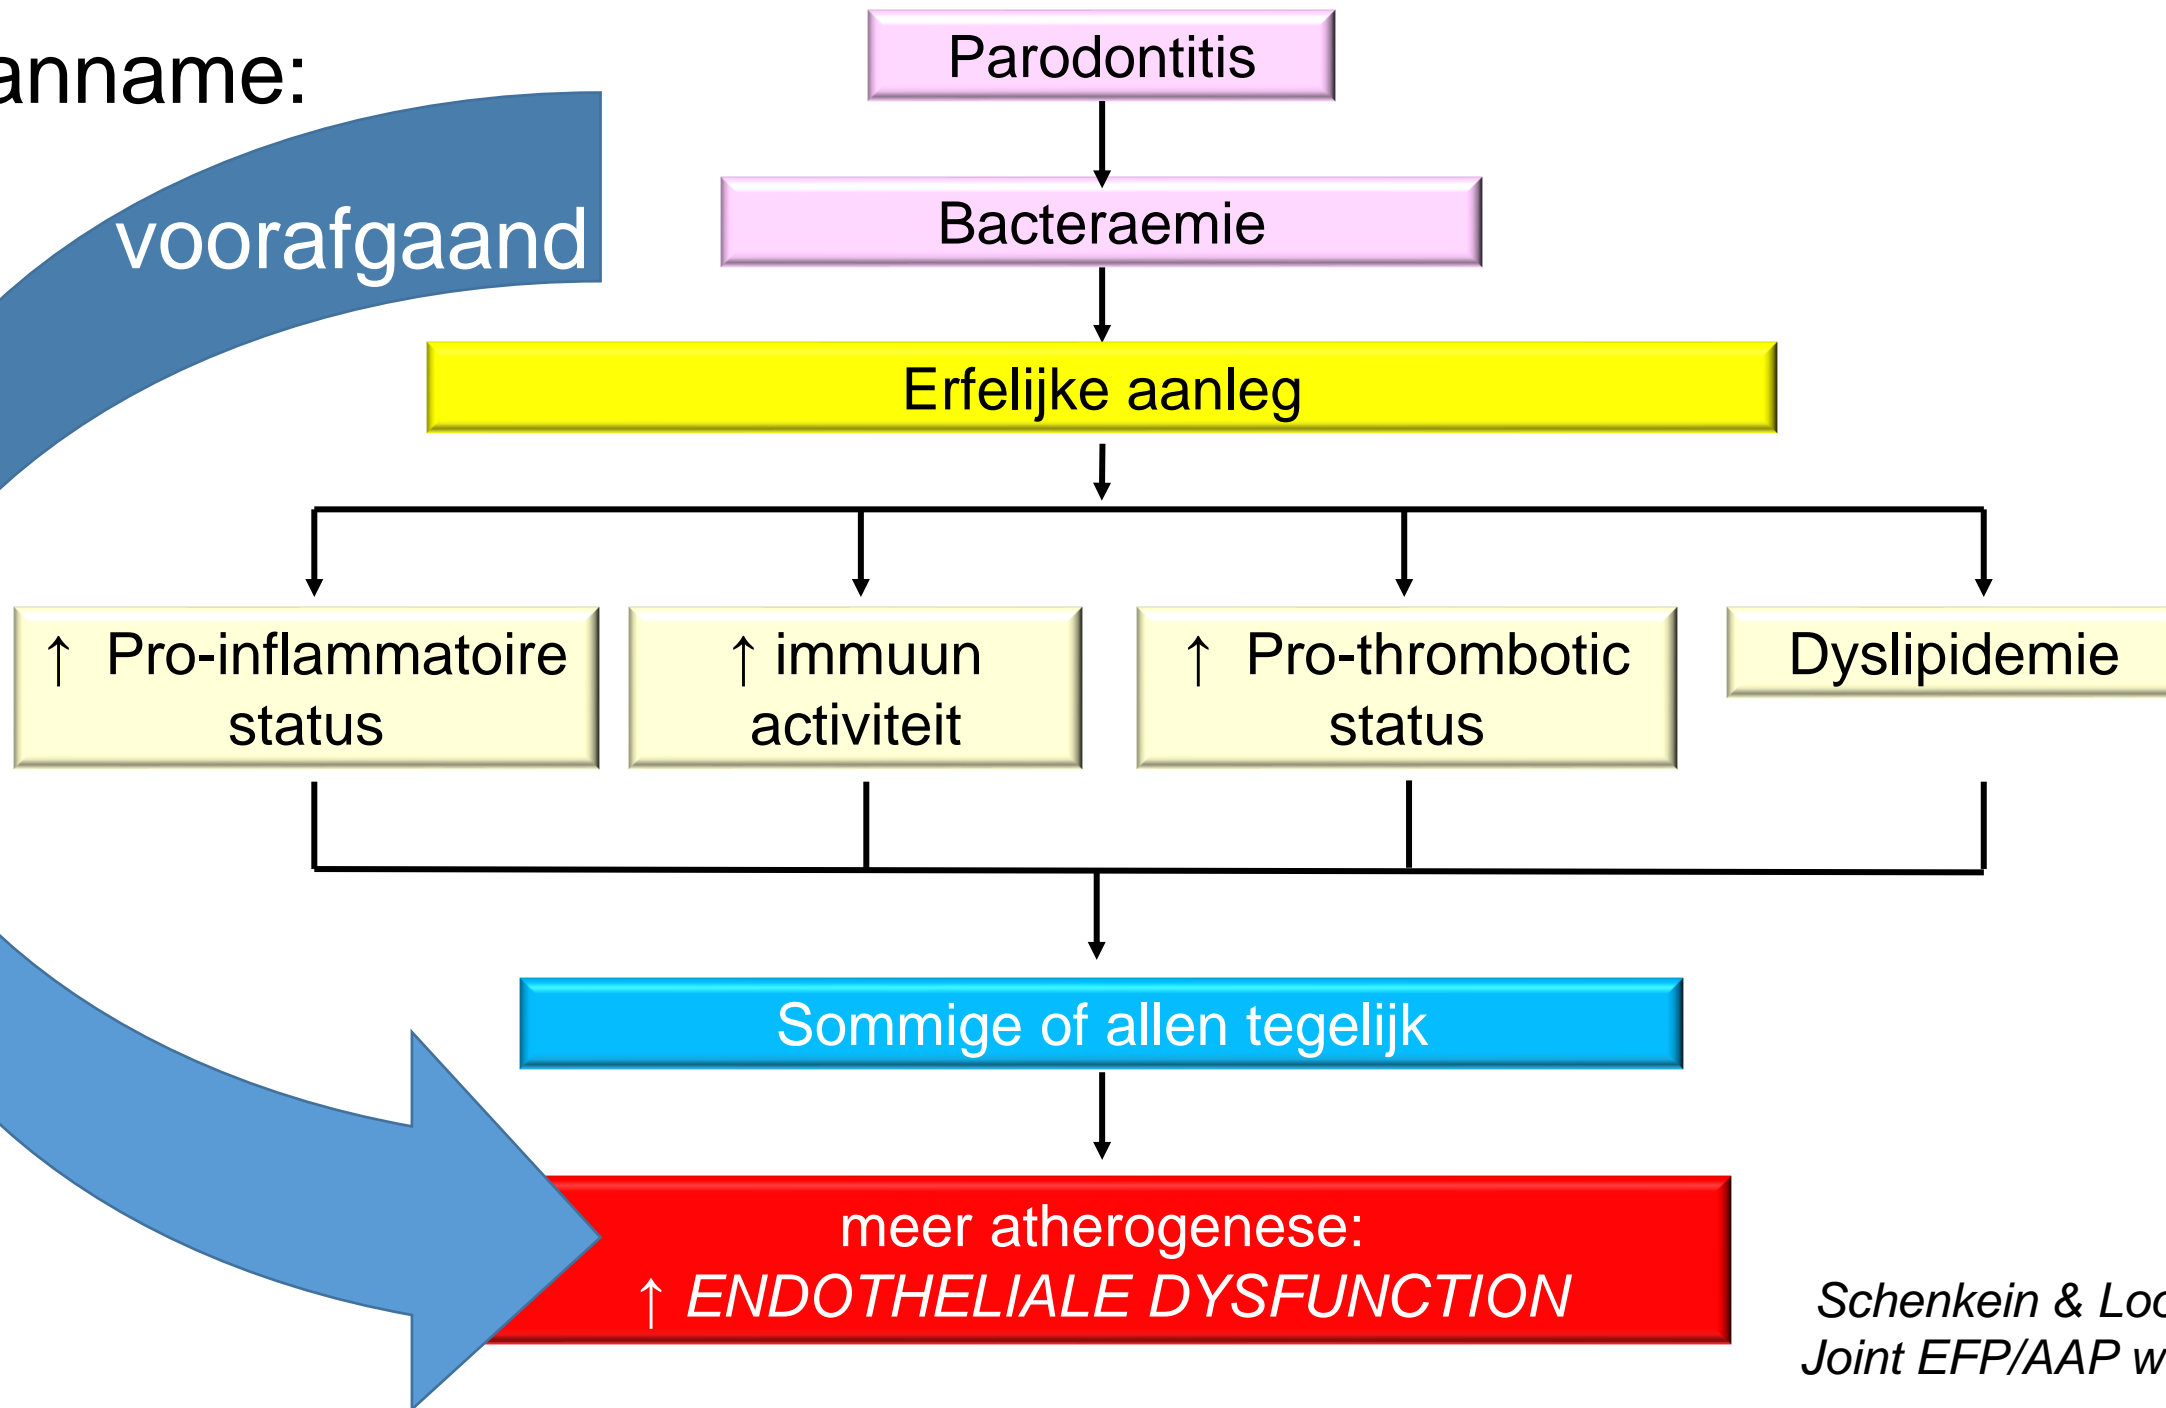 anname:
voorafgaand
Parodontitis
Bacteraemie
Erfelijke aanleg
↑ Pro-inflammatoire
status
↑ immuun
activiteit
↑ Pro-thrombotic
status
Dyslipidemie
Sommige of allen tegelijk
meer atherogenese:
↑ ENDOTHELIALE DYSFUNCTION
Schenkein & Loo
Joint EFP/AAP w